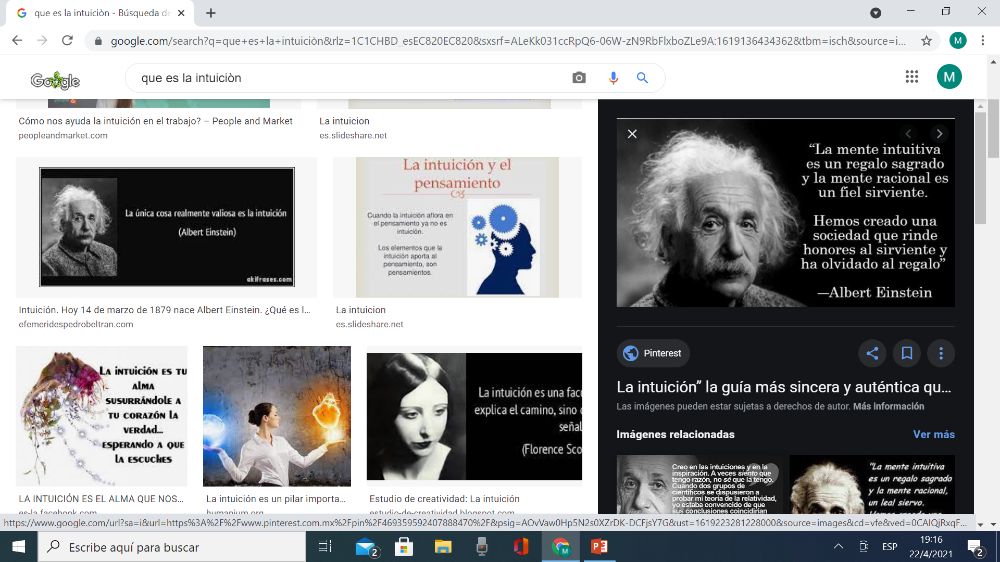 que es la intuiciòn - Búsqueda de
google.com/search?q=que+es+la+intuiciòn&rlz=1C1CHBD_esEC820EC820&sxsrf=ALeKk031ccRpQ6-06W-zN9RbFlxboZLe9A:1619136434362&tbm=isch&source=i...
M
Google
que es la intuiciòn
M
Cómo nos ayuda la intuición en el trabajo? – People and Market
peopleandmarket.com
La intuicion
es.slideshare.net
La única cosa realmente valiosa es la intuición
(Albert Einstein)
akifrases.com
Intuición. Hoy 14 de marzo de 1879 nace Albert Einstein. ¿Qué es l...
efemeridespedrobeltran.com
La intuición y el
pensamiento
Cuando la intuición aflora en
el pensamiento ya no es
intuición.
Los elementos que la
intuición aporta al
pensamiento, son
pensamientos.
La intuicion
es.slideshare.net
La intuición es tu
alma
susurrándole a
tu corazón la
verdad...
esperando a que
la escuches
LA INTUICIÓN ES EL ALMA QUE NOS...
es-la.facebook.com
La intuición es un pilar importa...
humanium.org
La intuición es una facu
explica el camino, sino
señal
(Florence Sco
Estudio de creatividad: La intuición
estudio-de-creatividad.blogspot.com
“La mente intuitiva
es un regalo sagrado
y la mente racional es
un fiel sirviente.
Hemos creado una
sociedad que rinde
honores al sirviente y
ha olvidado al regalo”
—Albert Einstein
Pinterest
La intuición” la guía más sincera y auténtica qu...
Las imágenes pueden estar sujetas a derechos de autor. Más información
Imágenes relacionadas
Ver más
Creo en las intuiciones y en la
inspiración. A veces siento que
tengo razón, no sé que la tengo.
Cuando dos grupos de
científicos se dispusieron a
probar mi teoría de la relatividad,
yo estaba convencido de que
sus conclusiones coincidirían
"La mente intuitiva
es un regalo sagrado
y la mente racional,
un leal siervo.
Hemos creado una
https://www.google.com/url?sa=i&url=https%3A%2F%2Fwww.pinterest.com.mx%2Fpin%2F469359592407888470%2F&psig=AOvVaw0Hp5N2s0XZrDK-DCFjsY7G&ust=1619223281228000&source=images&cd=vfe&ved=0CAIQjRxqF...
Escribe aquí para buscar
2
M
ESP
19:16
22/4/2021
2